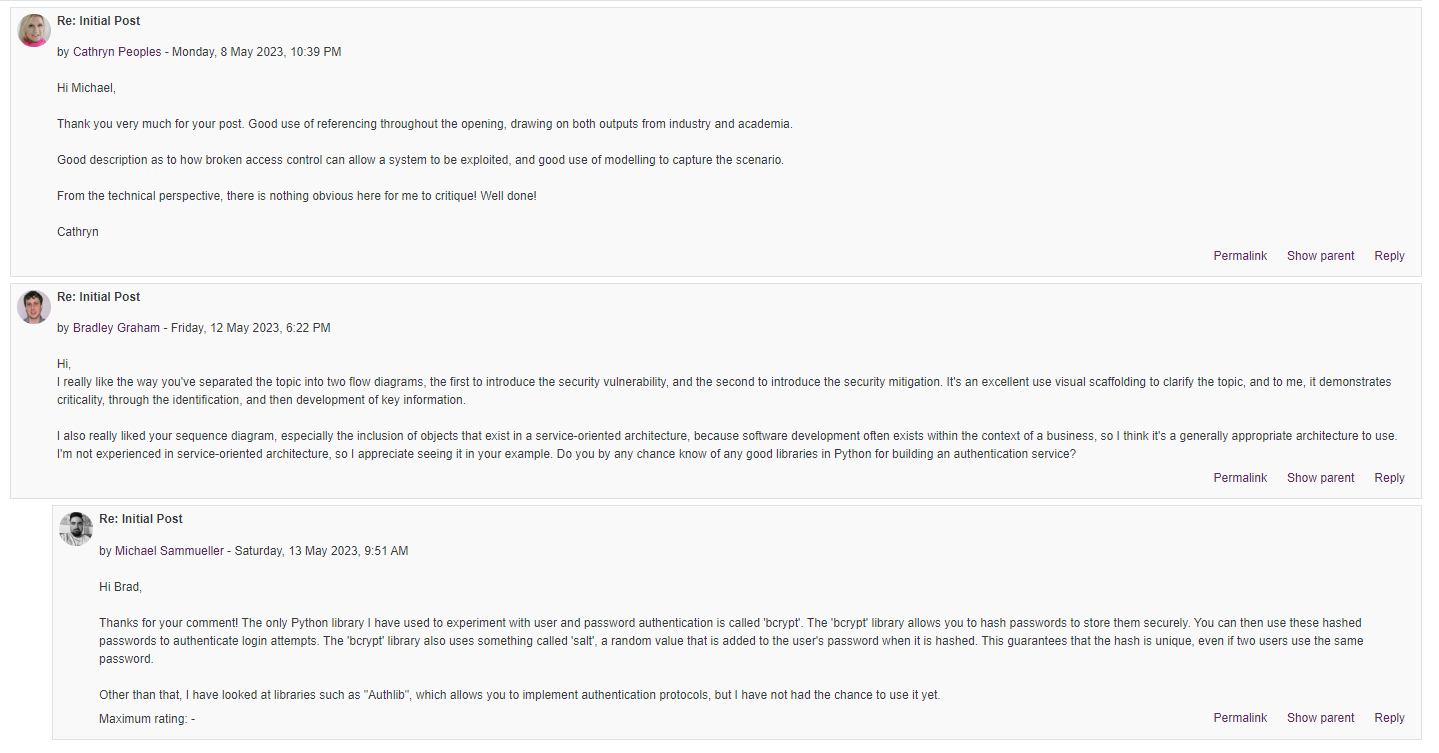 Re: Initial Post
by Cathryn Peoples - Monday, 8 May 2023, 10:39 PM
Hi Michael,
Thank you very much for your post. Good use of referencing throughout the opening, drawing on both outputs from industry and academia.
Good description as to how broken access control can allow a system to be exploited, and good use of modelling to capture the scenario.
From the technical perspective, there is nothing obvious here for me to critique! Well done!
Cathryn
Permalink Show parent Reply
Re: Initial Post
by Bradley Graham - Friday, 12 May 2023, 6:22 PM
Hi,
I really like the way you've separated the topic into two flow diagrams, the first to introduce the security vulnerability, and the second to introduce the security mitigation. It's an excellent use visual scaffolding to clarify the topic, and to me, it demonstrates
criticality, through the identification, and then development of key information.
I also really liked your sequence diagram, especially the inclusion of objects that exist in a service-oriented architecture, because software development often exists within the context of a business, so I think it's a generally appropriate architecture to use.
I'm not experienced in service-oriented architecture, so I appreciate seeing it in your example. Do you by any chance know of any good libraries in Python for building an authentication service?
Permalink Show parent Reply
Re: Initial Post
by Michael Sammueller - Saturday, 13 May 2023, 9:51 AM
Hi Brad,
Thanks for your comment! The only Python library I have used to experiment with user and password authentication is called 'bcrypt'. The 'bcrypt' library allows you to hash passwords to store them securely. You can then use these hashed
passwords to authenticate login attempts. The 'bcrypt' library also uses something called 'salt', a random value that is added to the user's password when it is hashed. This guarantees that the hash is unique, even if two users use the same
password.
Other than that, I have looked at libraries such as "Authlib", which allows you to implement authentication protocols, but I have not had the chance to use it yet.
Maximum rating: -
Permalink Show parent Reply